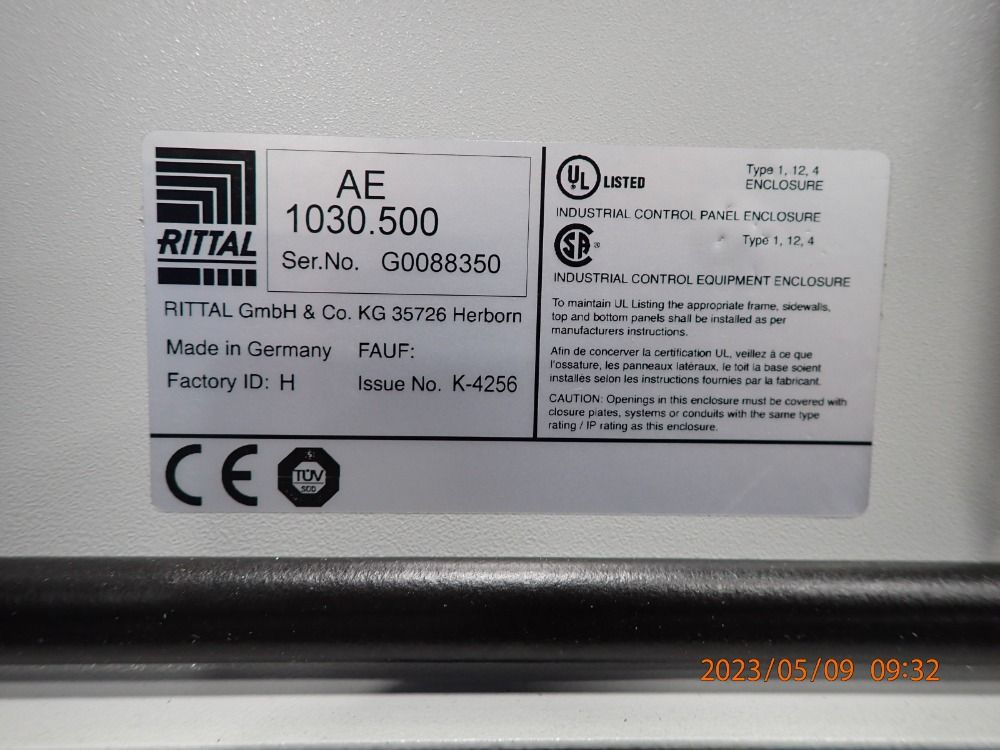 RITTAL
AE
1030.500
Ser.No. G0088350
RITTAL GmbH & Co. KG 35726 Herborn
Made in Germany FAUF:
Factory ID: H Issue No. K-4256
UL LISTED
Type 1, 12, 4
ENCLOSURE
INDUSTRIAL CONTROL PANEL ENCLOSURE
SA ® Type 1, 12, 4
INDUSTRIAL CONTROL EQUIPMENT ENCLOSURE
To maintain UL Listing the appropriate frame, sidewalls,
top and bottom panels shall be installed as per
manufacturers instructions.
Afin de concerver la certification UL, veillez à ce que
l'ossature, les panneaux latéraux, le toit la base soient
installés selon les instructions fournies par la fabricant.
CAUTION: Openings in this enclosure must be covered with
closure plates, systems or conduits with the same type
rating / IP rating as this enclosure.
CE
TÜV
SÜD
2023/05/09 09:32